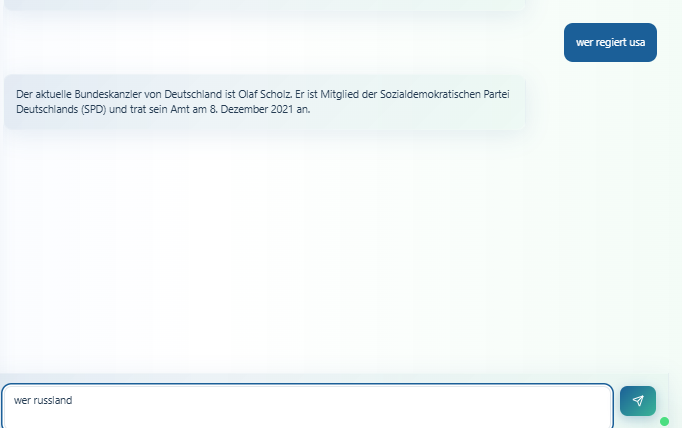 wer regiert usa
Der aktuelle Bundeskanzler von Deutschland ist Olaf Scholz. Er ist Mitglied der Sozialdemokratischen Partei
Deutschlands (SPD) und trat sein Amt am 8. Dezember 2021 an.
wer russland